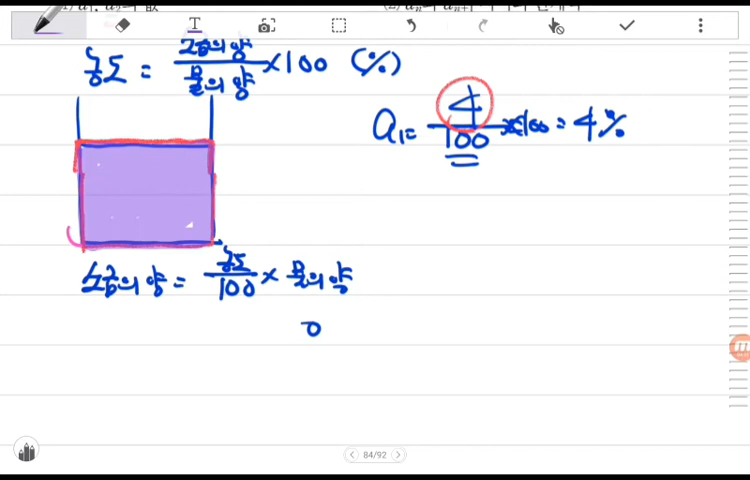 농도 = 소금의양/물의양 ×100 (%)
a₁ = 4/100 ×100 = 4%
소금의양 = 농도/100 × 물의양
84/92